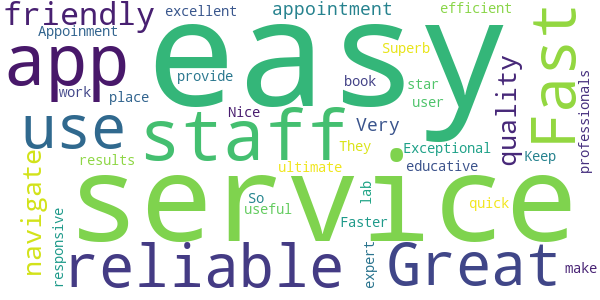 friendly
excellent
appointment
efficient
Appoinment
easy
Superb
Fast
app
provide
book
star
work
place
user
quality
professionals
Nice
use
staff
Very
Exceptional
They
Keep
navigate
results
ultimate
educative
service
So
useful
lab
quick
responsive
Faster
reliable
expert
Great
make